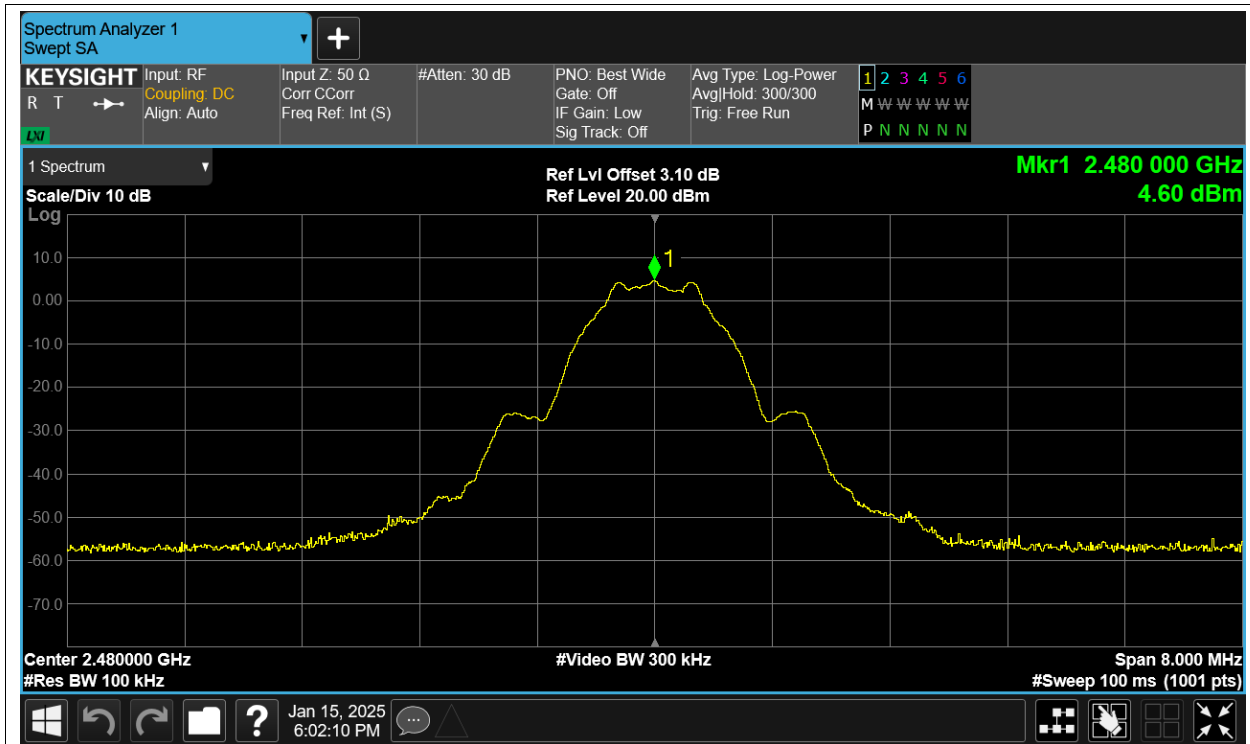 Spectrum Analyzer 1
Swept SA
KEYSIGHT
R T
LXI
Input: RF
Coupling: DC
Align: Auto
Input Z: 50 Ω
Corr CCorr
Freq Ref: Int (S)
#Atten: 30 dB
PNO: Best Wide
Gate: Off
IF Gain: Low
Sig Track: Off
Avg Type: Log-Power
Avg|Hold: 300/300
Trig: Free Run
1 2 3 4 5 6
M W W W W W
P N N N N N
1 Spectrum
Scale/Div 10 dB
Log
Ref Lvl Offset 3.10 dB
Ref Level 20.00 dBm
Mkr1 2.480 000 GHz
4.60 dBm
1
10.0
0.00
-10.0
-20.0
-30.0
-40.0
-50.0
-60.0
-70.0
Center 2.480000 GHz
#Res BW 100 kHz
#Video BW 300 kHz
Span 8.000 MHz
#Sweep 100 ms (1001 pts)
?
Jan 15, 2025
6:02:10 PM